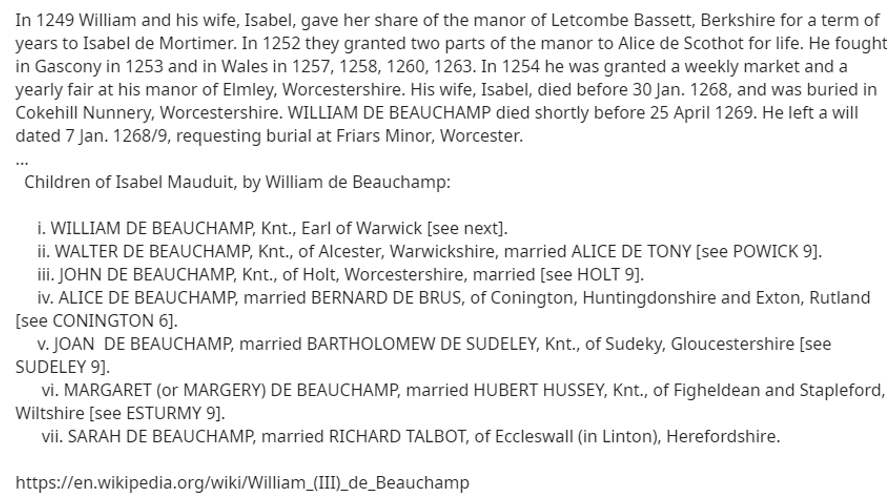 In 1249 William and his wife, Isabel, gave her share of the manor of Letcombe Bassett, Berkshire for a term of
years to Isabel de Mortimer. In 1252 they granted two parts of the manor to Alice de Scothot for life. He fought
in Gascony in 1253 and in Wales in 1257, 1258, 1260, 1263. In 1254 he was granted a weekly market and a
yearly fair at his manor of Elmley, Worcestershire. His wife, Isabel, died before 30 Jan. 1268, and was buried in
Cokehill Nunnery, Worcestershire. WILLIAM DE BEAUCHAMP died shortly before 25 April 1269. He left a will
dated 7 Jan. 1268/9, requesting burial at Friars Minor, Worcester.
...
Children of Isabel Mauduit, by William de Beauchamp:
i. WILLIAM DE BEAUCHAMP, Knt., Earl of Warwick [see next].
ii. WALTER DE BEAUCHAMP, Knt., of Alcester, Warwickshire, married ALICE DE TONY [see POWICK 9].
iii. JOHN DE BEAUCHAMP, Knt., of Holt, Worcestershire, married [see HOLT 9].
iv. ALICE DE BEAUCHAMP, married BERNARD DE BRUS, of Conington, Huntingdonshire and Exton, Rutland
[see CONINGTON 6].
v. JOAN DE BEAUCHAMP, married BARTHOLOMEW DE SUDELEY, Knt., of Sudeky, Gloucestershire [see
SUDELEY 9].
vi. MARGARET (or MARGERY) DE BEAUCHAMP, married HUBERT HUSSEY, Knt., of Figheldean and Stapleford,
Wiltshire [see ESTURMY 9].
vii. SARAH DE BEAUCHAMP, married RICHARD TALBOT, of Eccleswall (in Linton), Herefordshire.
https://en.wikipedia.org/wiki/William_(III)_de_Beauchamp